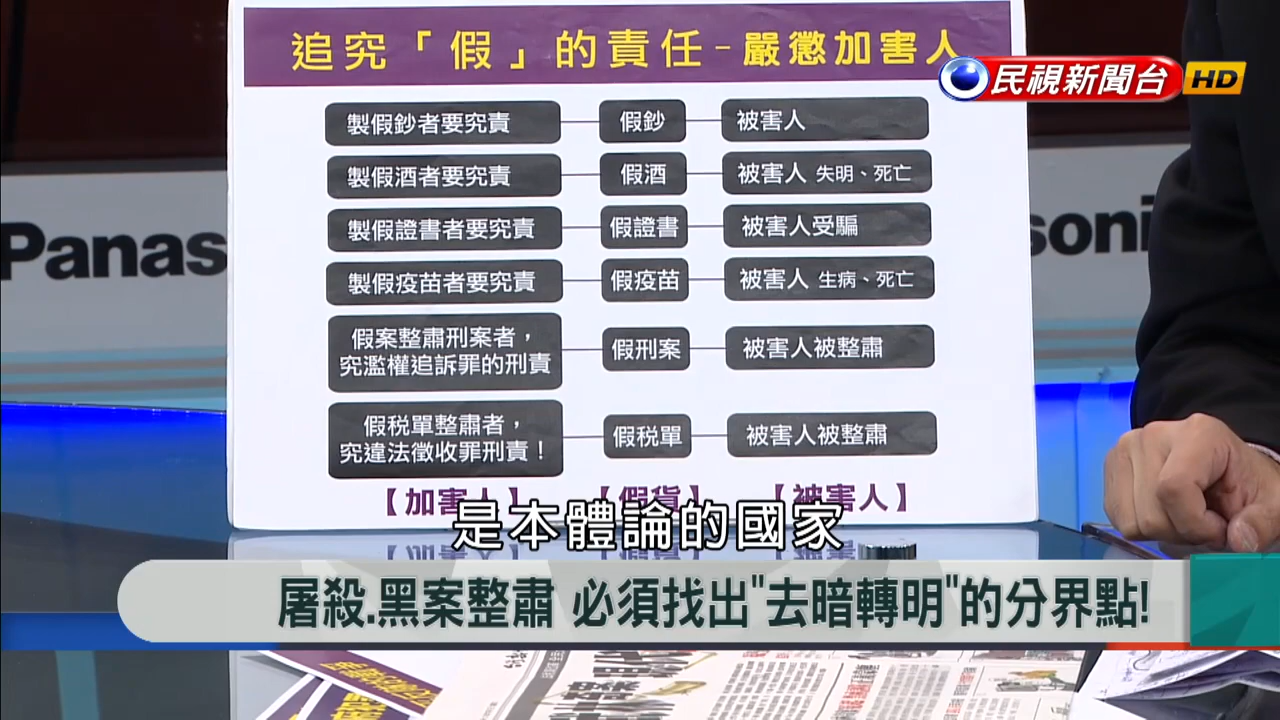 追究「假」的責任-嚴懲加害人
民視新聞台 HD
製假鈔者要究責 假鈔 被害人
製假酒者要究責 假酒 被害人 失明、死亡
製假證書者要究責 假證書 被害人受騙
製假疫苗者要究責 假疫苗 被害人 生病、死亡
假案整肅刑案者,
究濫權追訴罪的刑責 假刑案 被害人被整肅
假稅單整肅者,
究違法徵收罪刑責! 假稅單 被害人被整肅
【加害人】 【假貨】 【被害人】
Panas
soni
是本體論的國家
屠殺.黑案整肅 必須找出"去暗轉明"的分界點!